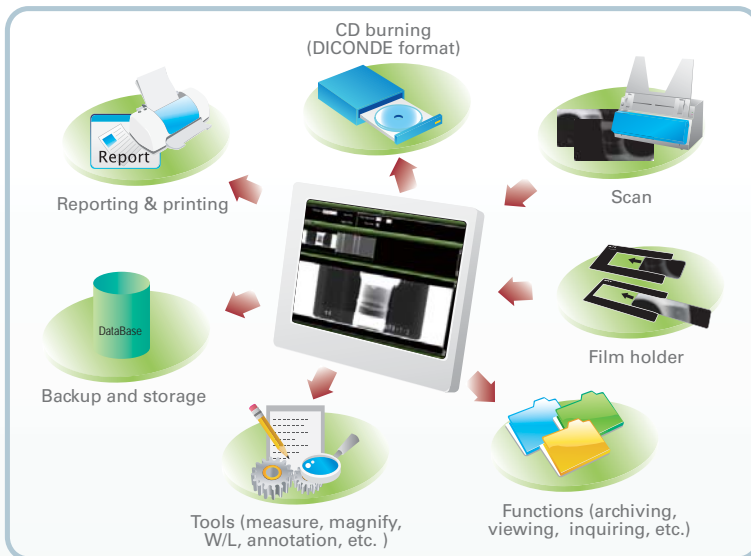 CD burning
(DICONDE format)
Report
Reporting & printing
Scan
DataBase
Film holder
Backup and storage
Tools (measure, magnify,
W/L, annotation, etc. )
Functions (archiving,
viewing, inquiring, etc.)